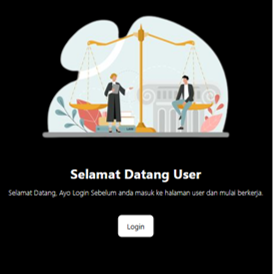 Selamat Datang User
Selamat Datang, Ayo Login Sebelum anda masuk ke halaman user dan mulai berkerja.
Login